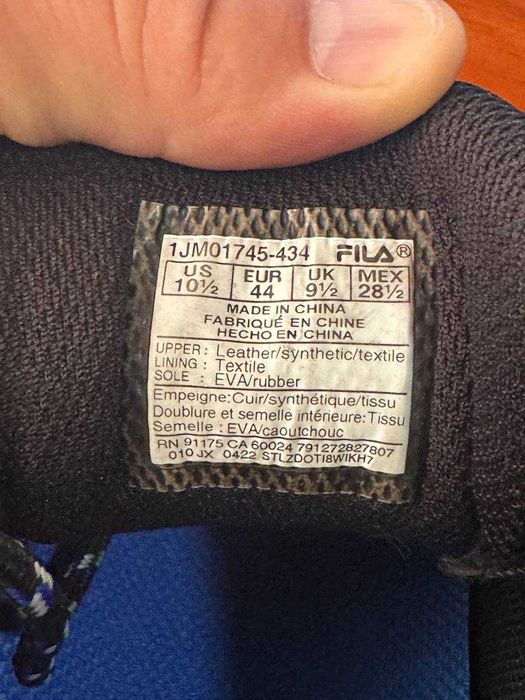 1JM01745-434 FILA®
US EUR UK MEX
10½ 44 9½ 28½
MADE IN CHINA
FABRIQUÉ EN CHINE
HECHO EN CHINA
UPPER : Leather/synthetic/textile
LINING : Textile
SOLE : EVA/rubber
Empeigne:Cuir/synthétique/tissu
Doublure et semelle intérieure:Tissu
Semelle : EVA/caoutchouc
RN 91175 CA 60024 791272827807
010 JX 0422 STLZDOTI8WIKH7